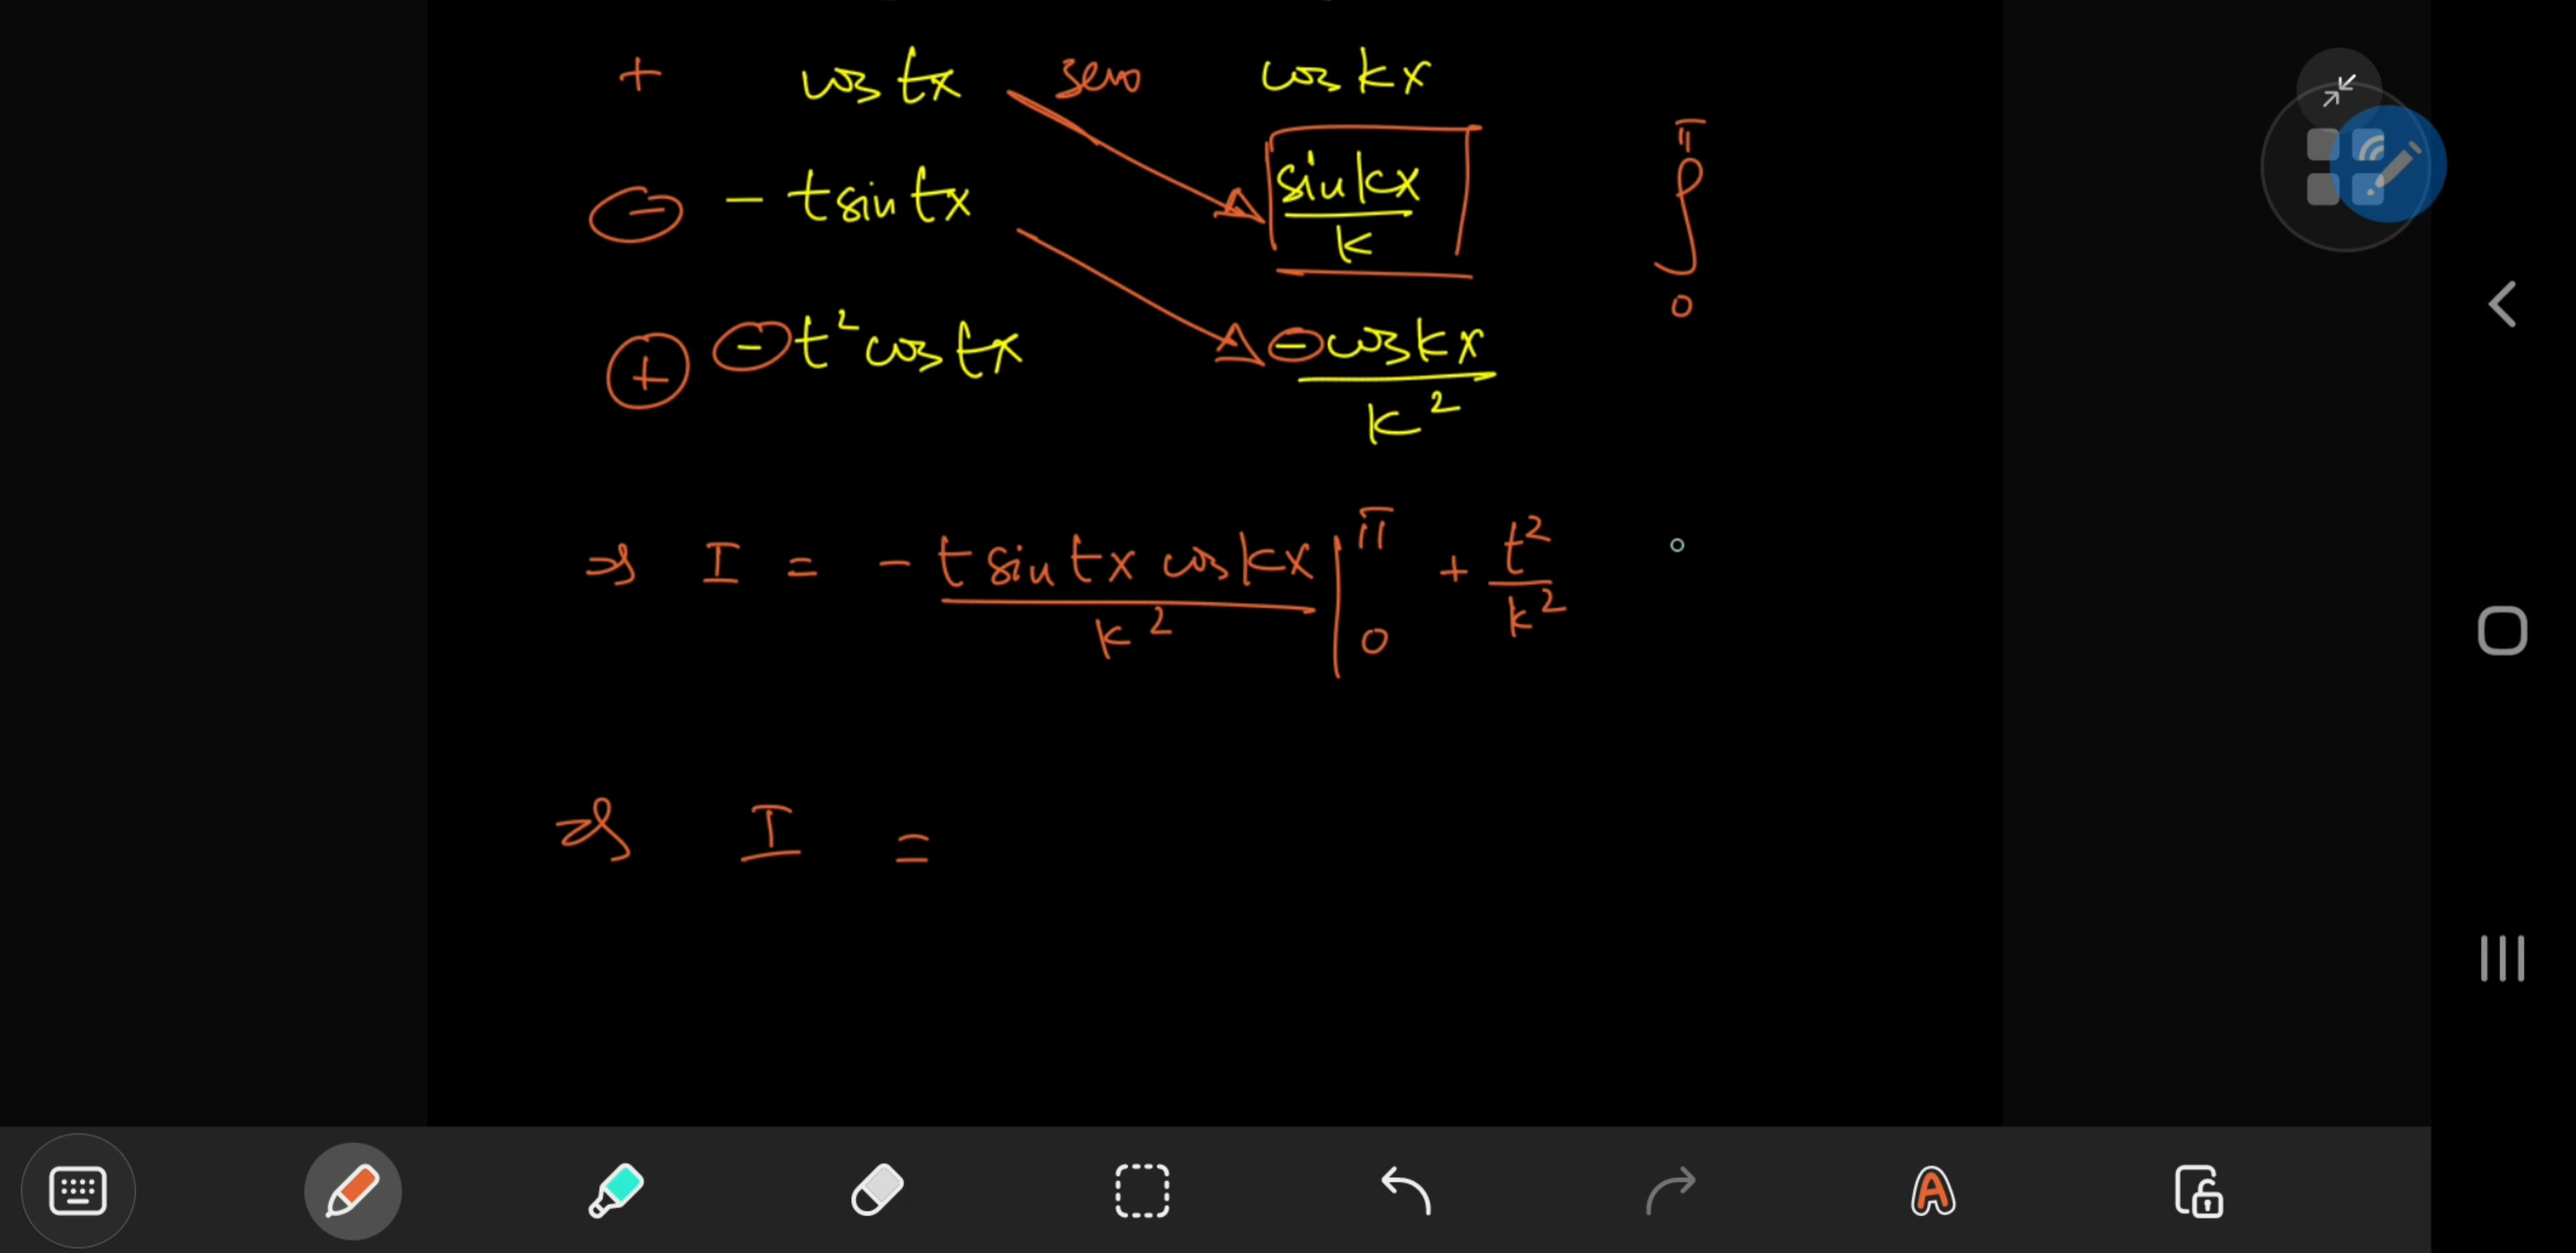 + cos tx zero cos kx
⊖ - t sin tx sin kx / k ∫ π 0
⊕ ⊖ t² cos tx ⊖ cos kx / k²
⇒ I = - t sin tx cos kx / k² | π 0 + t² / k²
⇒ I =
A